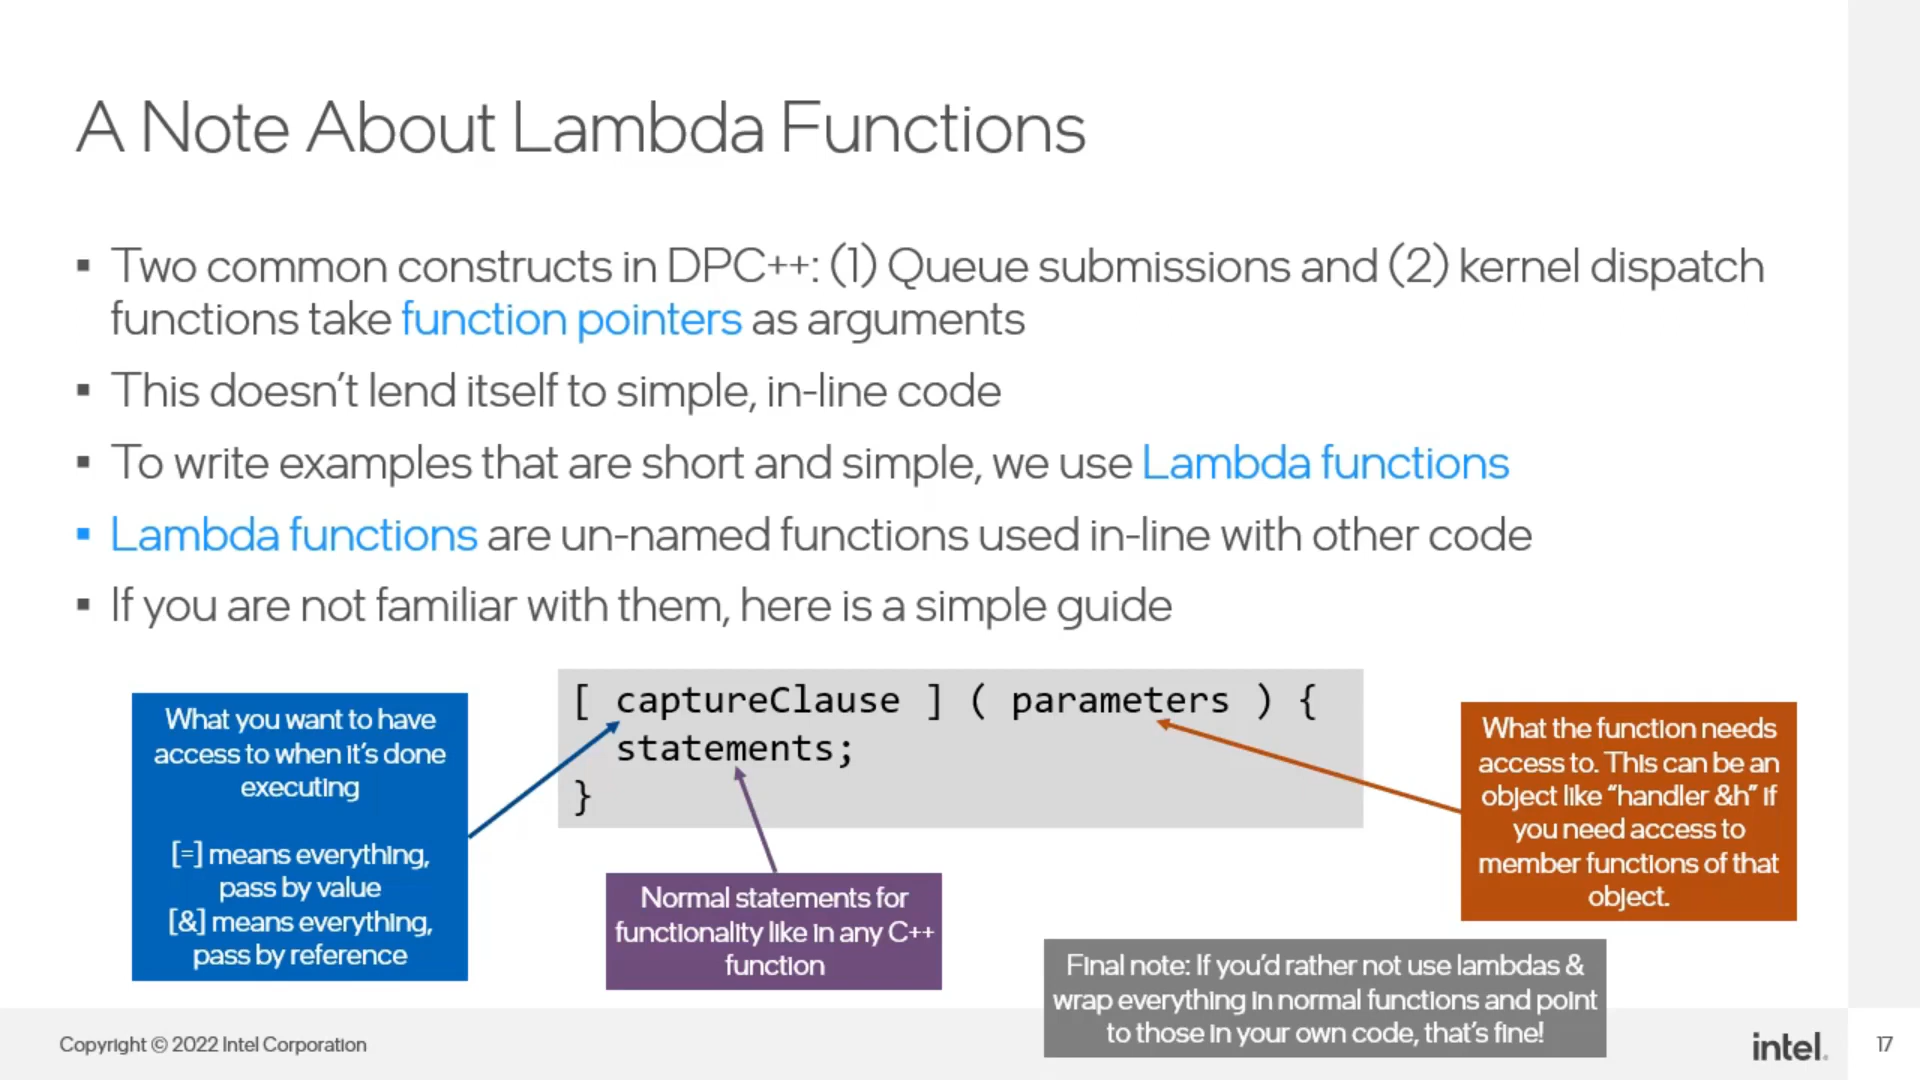 A Note About Lambda Functions
▪ Two common constructs in DPC++: (1) Queue submissions and (2) kernel dispatch
functions take function pointers as arguments
▪ This doesn't lend itself to simple, in-line code
▪ To write examples that are short and simple, we use Lambda functions
▪ Lambda functions are un-named functions used in-line with other code
▪ If you are not familiar with them, here is a simple guide
What you want to have
access to when it's done
executing
[=] means everything,
pass by value
[&] means everything,
pass by reference
[ captureClause ] ( parameters ) {
statements;
}
Normal statements for
functionality like in any C++
function
What the function needs
access to. This can be an
object like "handler &h" if
you need access to
member functions of that
object.
Final note: If you'd rather not use lambdas &
wrap everything in normal functions and point
to those in your own code, that's fine!
Copyright © 2022 Intel Corporation
intel.
17